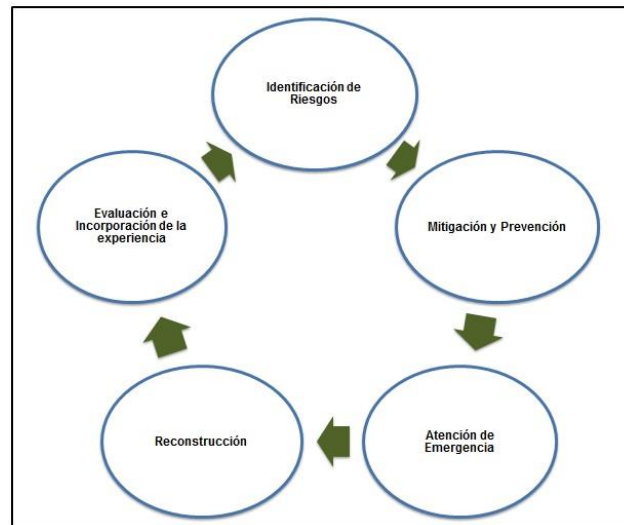 Identificación de
Riesgos
Mitigación y Prevención
Atención de
Emergencia
Reconstrucción
Evaluación e
Incorporación de la
experiencia